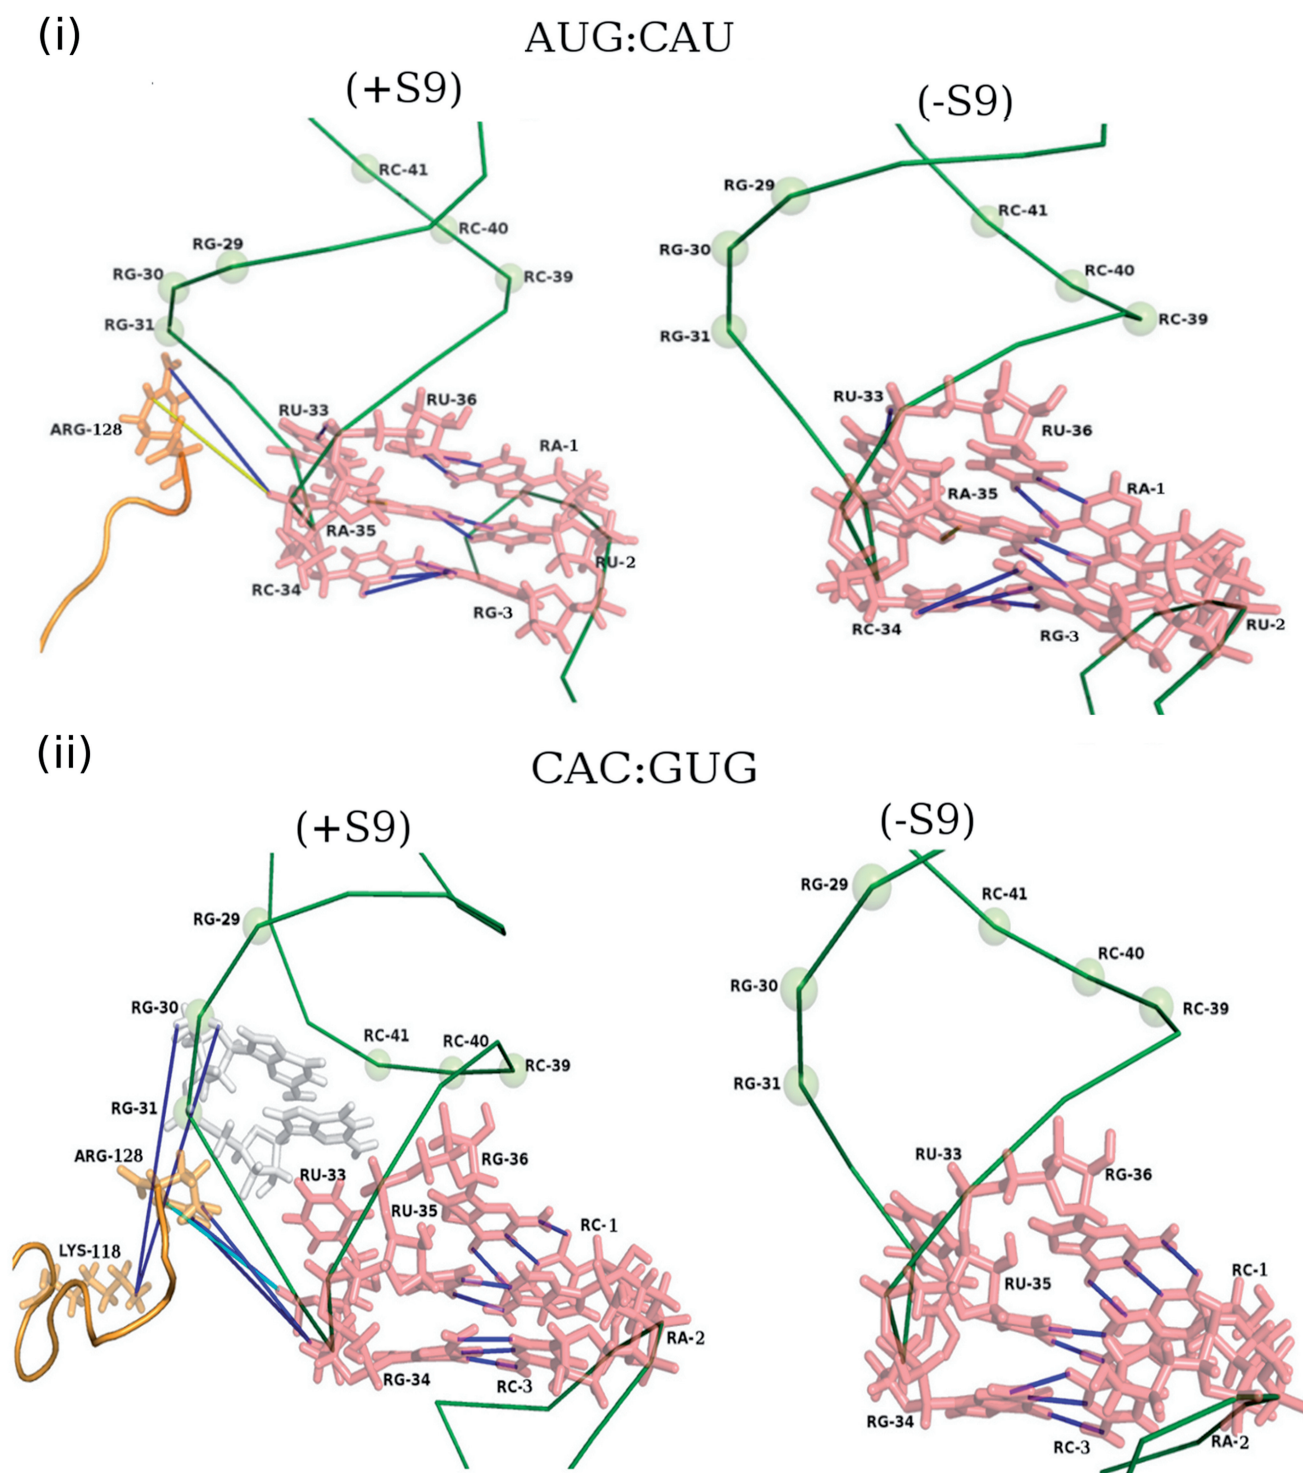 (i)
AUG:CAU
(+S9)
(-S9)
RC-41
RC-40
RG-29
RG-30
RC-39
RG-31
ARG-128
RU-33
RU-36
RA-1
RA-35
RU-2
RC-34
RG-3
RG-29
RC-41
RG-30
RC-40
RG-31
RC-39
RU-33
RU-36
RA-35
RA-1
RC-34
RG-3
RU-2
(ii)
CAC:GUG
(+S9)
(-S9)
RG-29
RG-30
RC-41
RC-40
RC-39
RG-31
ARG-128
RU-33
RG-36
RU-35
RC-1
LYS-118
RA-2
RG-34
RC-3
RG-29
RC-41
RC-40
RG-30
RC-39
RG-31
RU-33
RG-36
RU-35
RC-1
RG-34
RC-3
RA-2